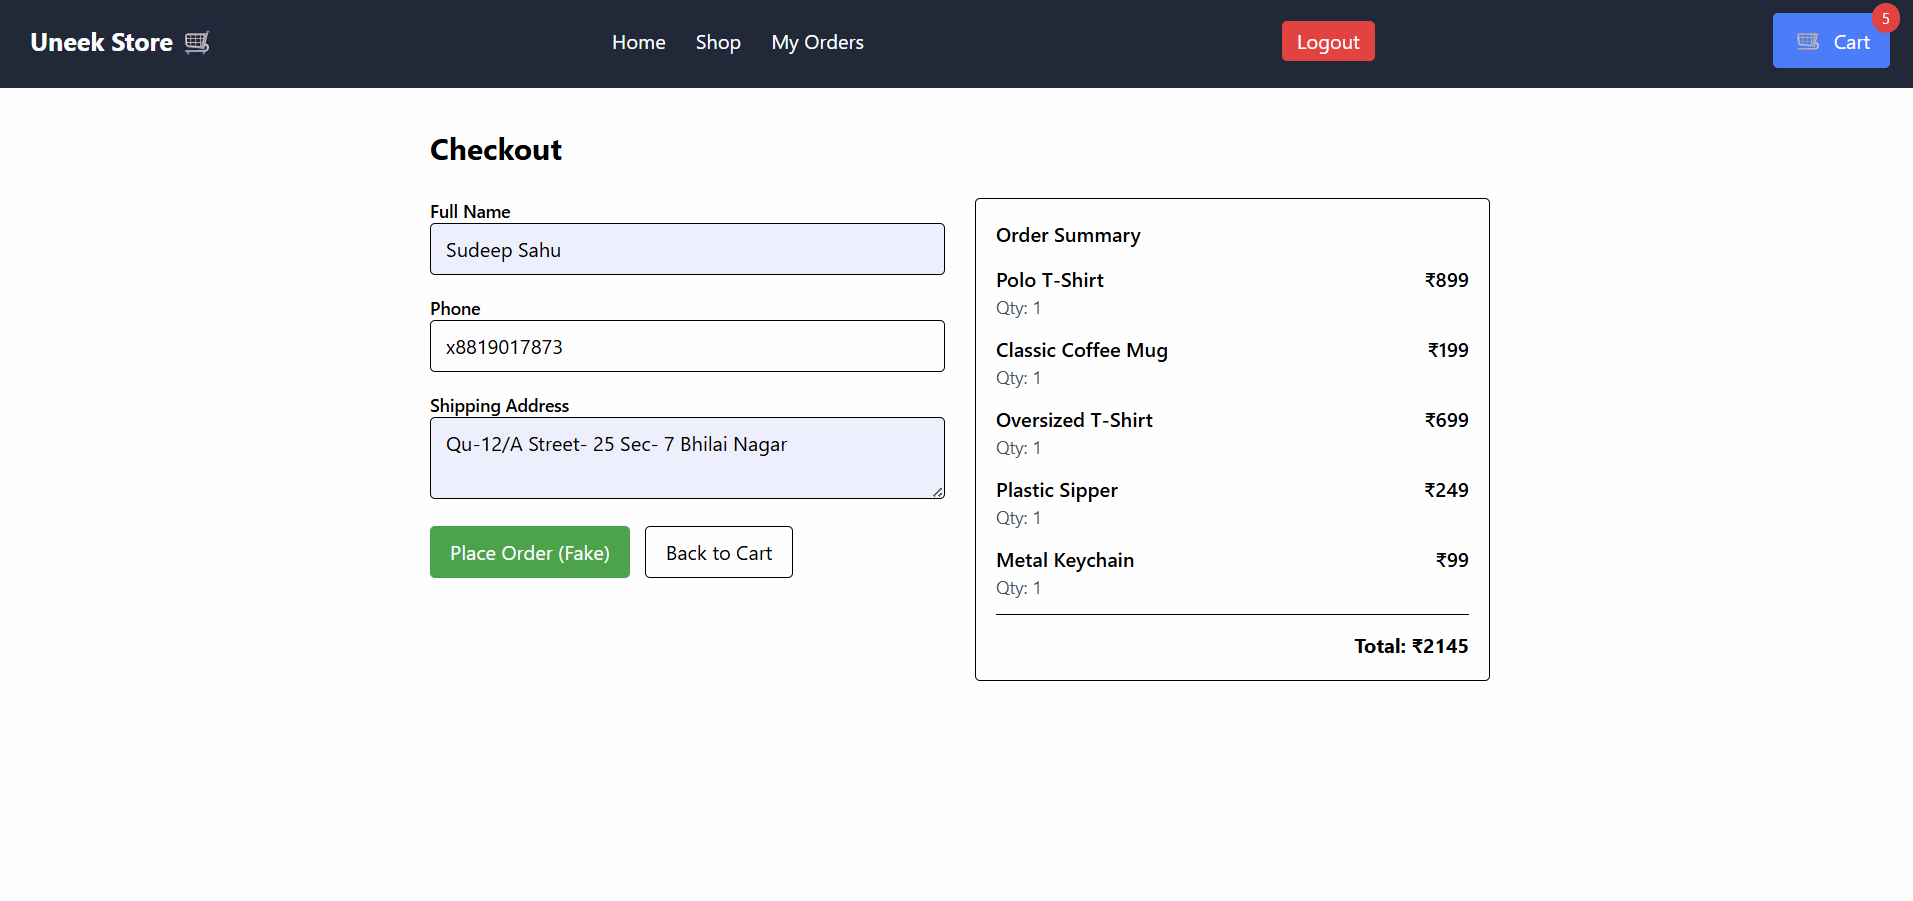 Uneek Store
Home
Shop
My Orders
Logout
Cart
5
Checkout
Full Name
Sudeep Sahu
Phone
x8819017873
Shipping Address
Qu-12/A Street- 25 Sec- 7 Bhilai Nagar
Place Order (Fake)
Back to Cart
Order Summary
Polo T-Shirt ₹899
Qty: 1
Classic Coffee Mug ₹199
Qty: 1
Oversized T-Shirt ₹699
Qty: 1
Plastic Sipper ₹249
Qty: 1
Metal Keychain ₹99
Qty: 1
Total: ₹2145